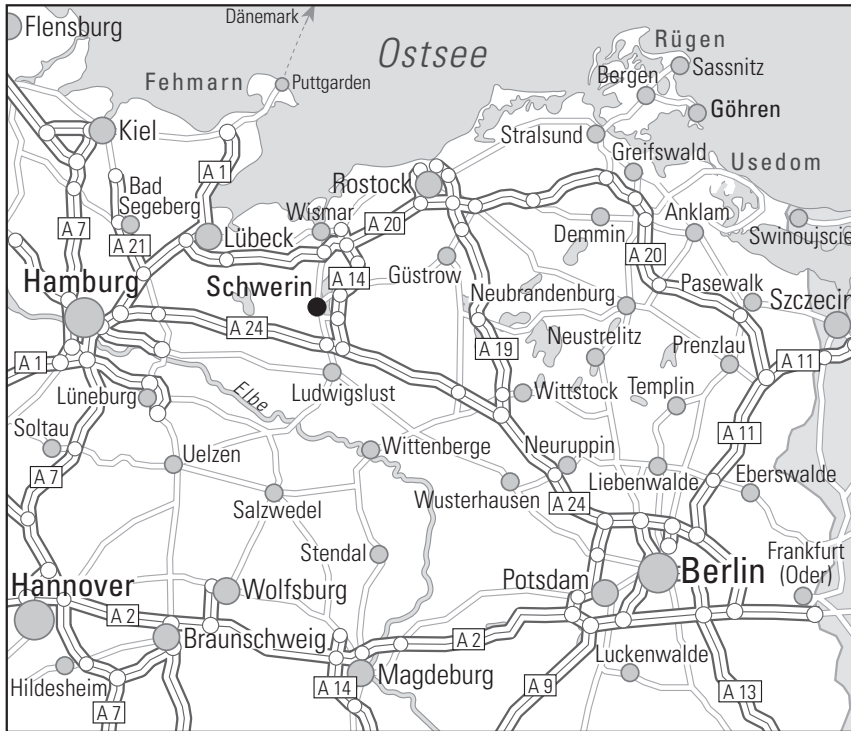 Flensburg
Dänemark
Ostsee
Rügen
Fehmarn
Puttgarden
Bergen
Sassnitz
Göhren
Kiel
Stralsund
Greifswald
Usedom
A 1
Bad
Segeberg
Rostock
A 7
A 21
Lübeck
Wismar
A 20
Demmin
Anklam
Swinoujscie
A 20
Hamburg
Schwerin
A 14
Güstrow
Neubrandenburg
Pasewalk
Szczecin
A 24
A 19
Neustrelitz
Prenzlau
A 11
A 1
Lüneburg
Elbe
Ludwigslust
Wittstock
Templin
Soltau
A 11
A 7
Uelzen
Wittenberge
Neuruppin
Liebenwalde
Eberswalde
Salzwedel
Wusterhausen
A 24
Stendal
Frankfurt
(Oder)
Hannover
Wolfsburg
Potsdam
Berlin
A 2
Braunschweig
A 2
Hildesheim
Magdeburg
Luckenwalde
A 14
A 9
A 13
A 7